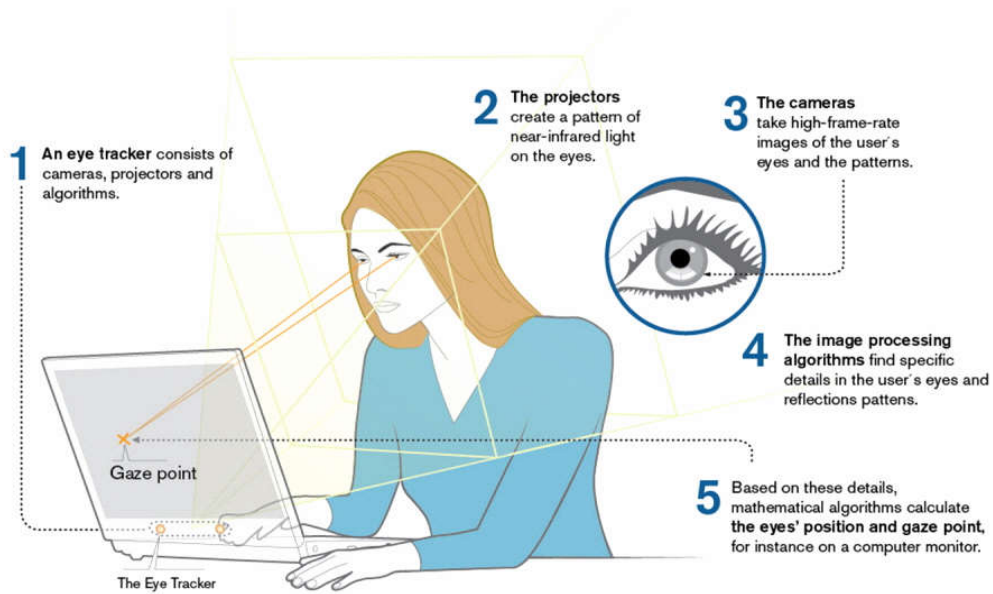 1
An eye tracker consists of
cameras, projectors and
algorithms.
2
The projectors
create a pattern of
near-infrared light
on the eyes.
3
The cameras
take high-frame-rate
images of the user´s
eyes and the patterns.
4
The image processing
algorithms find specific
details in the user´s eyes and
reflections pattens.
5
Based on these details,
mathematical algorithms calculate
the eyes' position and gaze point,
for instance on a computer monitor.
Gaze point
The Eye Tracker